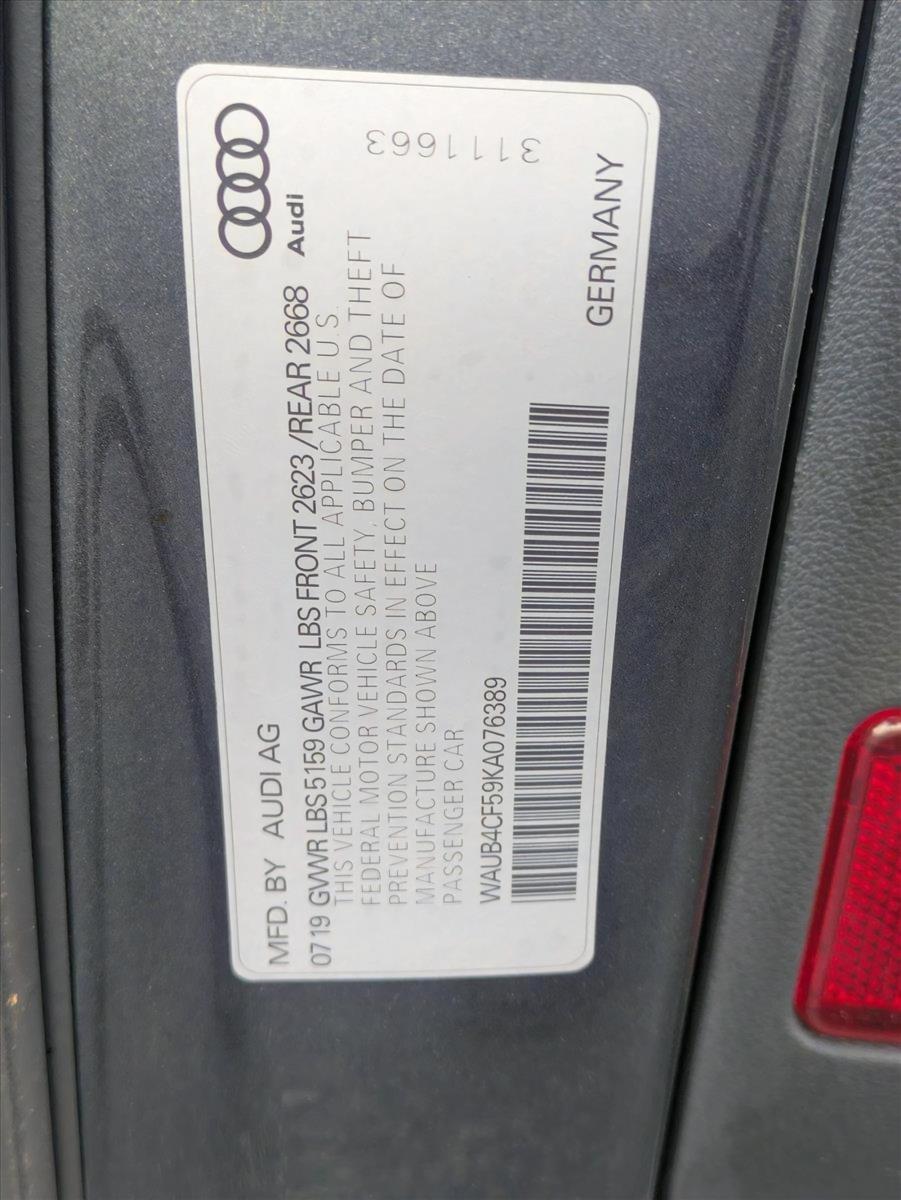 MFD. BY AUDI AG
Audi
0719 GVWR LBS 5159 GAWR LBS FRONT 2623 /REAR 2668
THIS VEHICLE CONFORMS TO ALL APPLICABLE U.S.
FEDERAL MOTOR VEHICLE SAFETY, BUMPER AND THEFT
PREVENTION STANDARDS IN EFFECT ON THE DATE OF
MANUFACTURE SHOWN ABOVE
PASSENGER CAR
3111663
WAUB4CF59KA076389
GERMANY